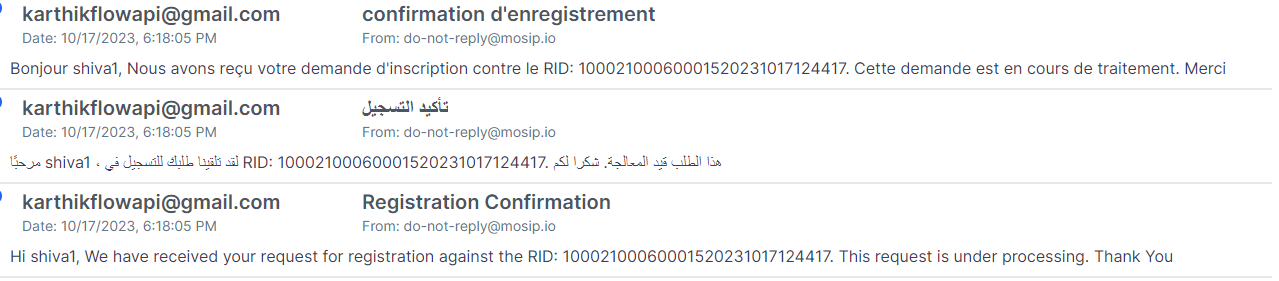 karthikflowapi@gmail.com confirmation d'enregistrement
Date: 10/17/2023, 6:18:05 PM From: do-not-reply@mosip.io
Bonjour shiva1, Nous avons reçu votre demande d'inscription contre le RID: 10002100060001520231017124417. Cette demande est en cours de traitement. Merci
karthikflowapi@gmail.com تأكيد التسجيل
Date: 10/17/2023, 6:18:05 PM From: do-not-reply@mosip.io
مرحبًا shiva1 ، لقد تلقينا طلبك للتسجيل في RID: 10002100060001520231017124417. هذا الطلب قيد المعالجة. شكرا لكم
karthikflowapi@gmail.com Registration Confirmation
Date: 10/17/2023, 6:18:05 PM From: do-not-reply@mosip.io
Hi shiva1, We have received your request for registration against the RID: 10002100060001520231017124417. This request is under processing. Thank You